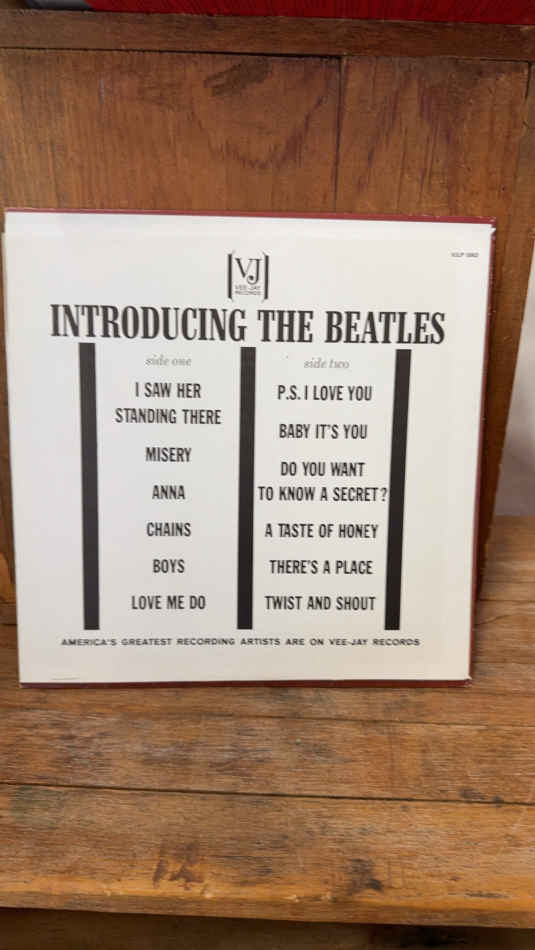 VJLP 1062
VJ
VEE-JAY
RECORDS
INTRODUCING THE BEATLES
side one
I SAW HER
STANDING THERE
MISERY
ANNA
CHAINS
BOYS
LOVE ME DO
side two
P.S. I LOVE YOU
BABY IT'S YOU
DO YOU WANT
TO KNOW A SECRET?
A TASTE OF HONEY
THERE'S A PLACE
TWIST AND SHOUT
AMERICA'S GREATEST RECORDING ARTISTS ARE ON VEE-JAY RECORDS